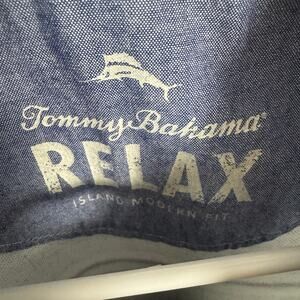 Tommy Bahama®
RELAX
ISLAND MODERN FIT